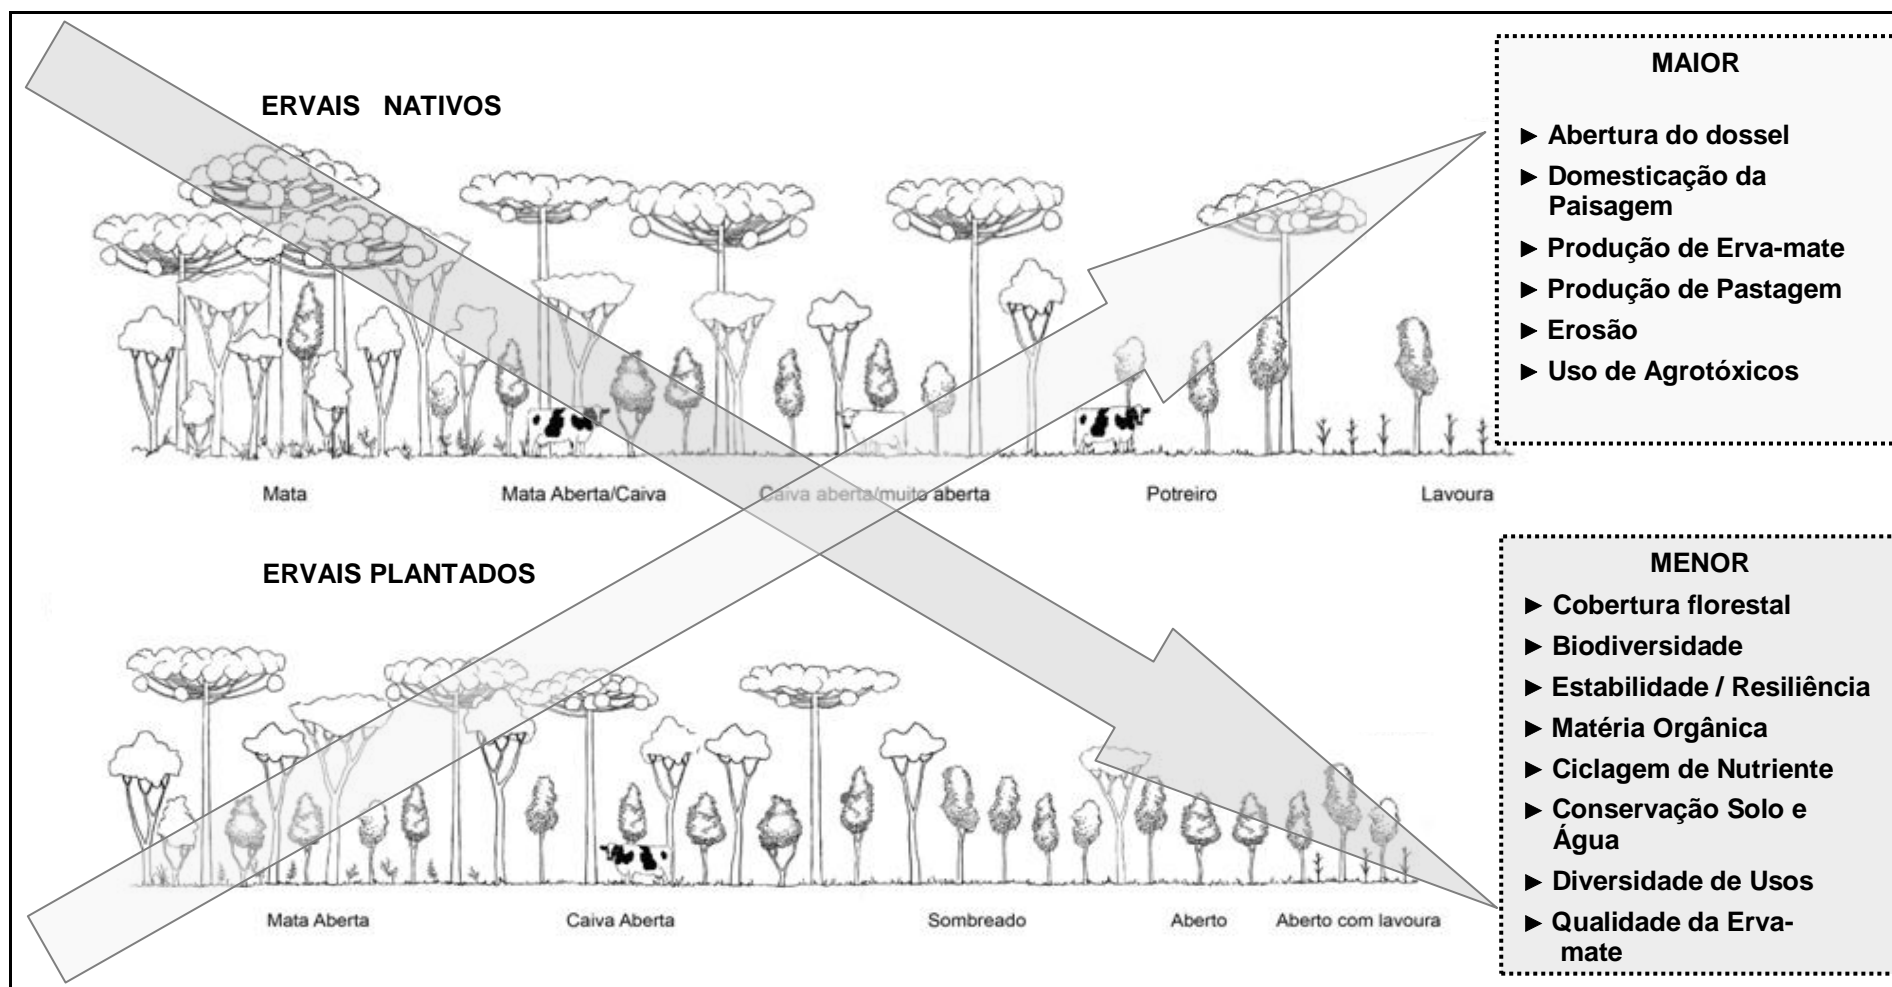 ERVAIS NATIVOS
Mata
Mata Aberta/Caiva
Caiva aberta/muito aberta
Potreiro
Lavoura
ERVAIS PLANTADOS
Mata Aberta
Caiva Aberta
Sombreado
Aberto
Aberto com lavoura
MAIOR
► Abertura do dossel
► Domesticação da
Paisagem
► Produção de Erva-mate
► Produção de Pastagem
► Erosão
► Uso de Agrotóxicos
MENOR
► Cobertura florestal
► Biodiversidade
► Estabilidade / Resiliência
► Matéria Orgânica
► Ciclagem de Nutriente
► Conservação Solo e
Água
► Diversidade de Usos
► Qualidade da Erva-
mate